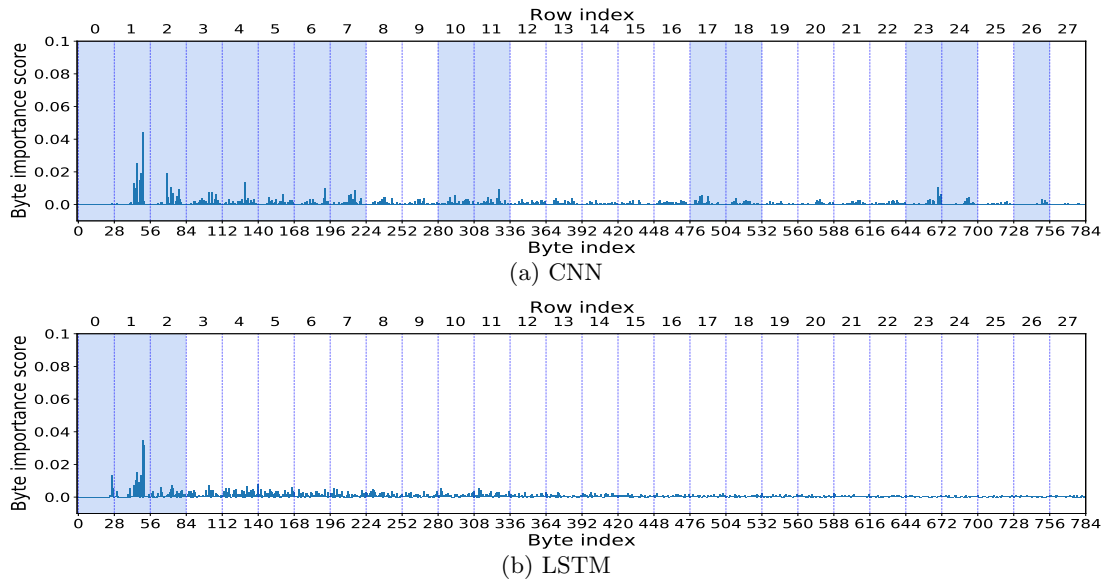 Row index
0 1 2 3 4 5 6 7 8 9 10 11 12 13 14 15 16 17 18 19 20 21 22 23 24 25 26 27
0.1
0.08
0.06
0.04
0.02
0.0
Byte importance score
0 28 56 84 112 140 168 196 224 252 280 308 336 364 392 420 448 476 504 532 560 588 616 644 672 700 728 756 784
Byte index
(a) CNN
Row index
0 1 2 3 4 5 6 7 8 9 10 11 12 13 14 15 16 17 18 19 20 21 22 23 24 25 26 27
0.1
0.08
0.06
0.04
0.02
0.0
Byte importance score
0 28 56 84 112 140 168 196 224 252 280 308 336 364 392 420 448 476 504 532 560 588 616 644 672 700 728 756 784
Byte index
(b) LSTM